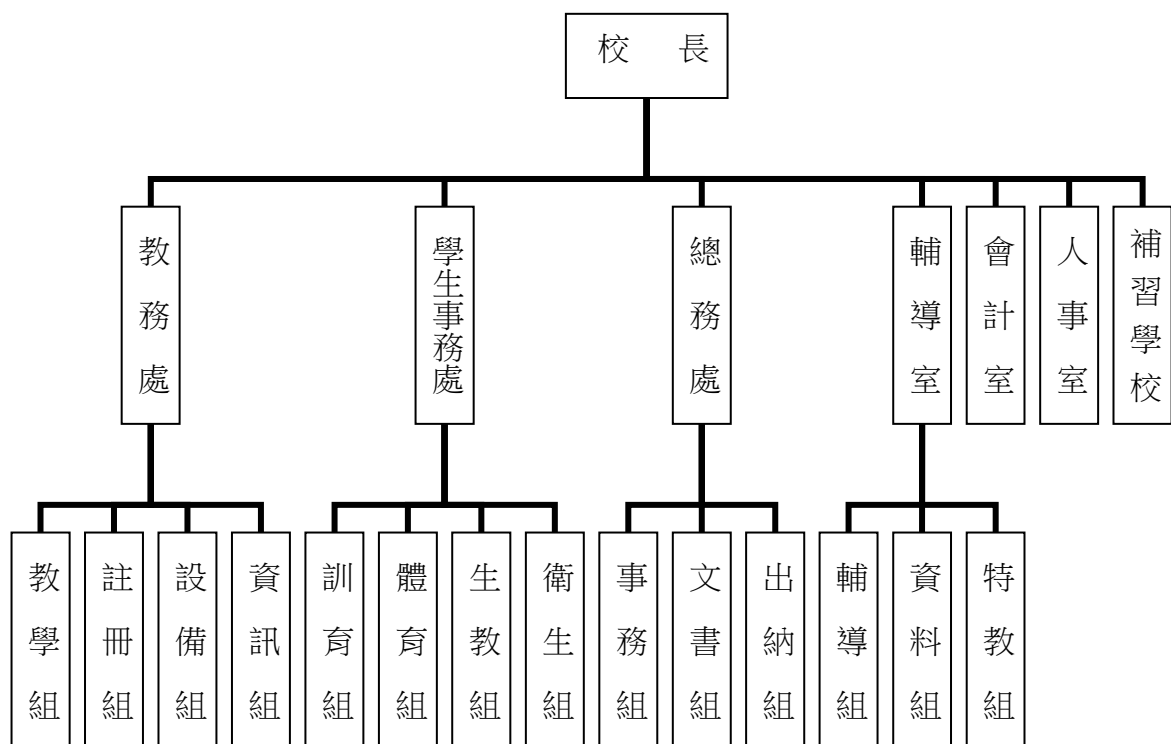 校長
教務處
學生事務處
總務處
輔導室
會計室
人事室
補習學校
教學組
註冊組
設備組
資訊組
訓育組
體育組
生教組
衛生組
事務組
文書組
出納組
輔導組
資料組
特教組